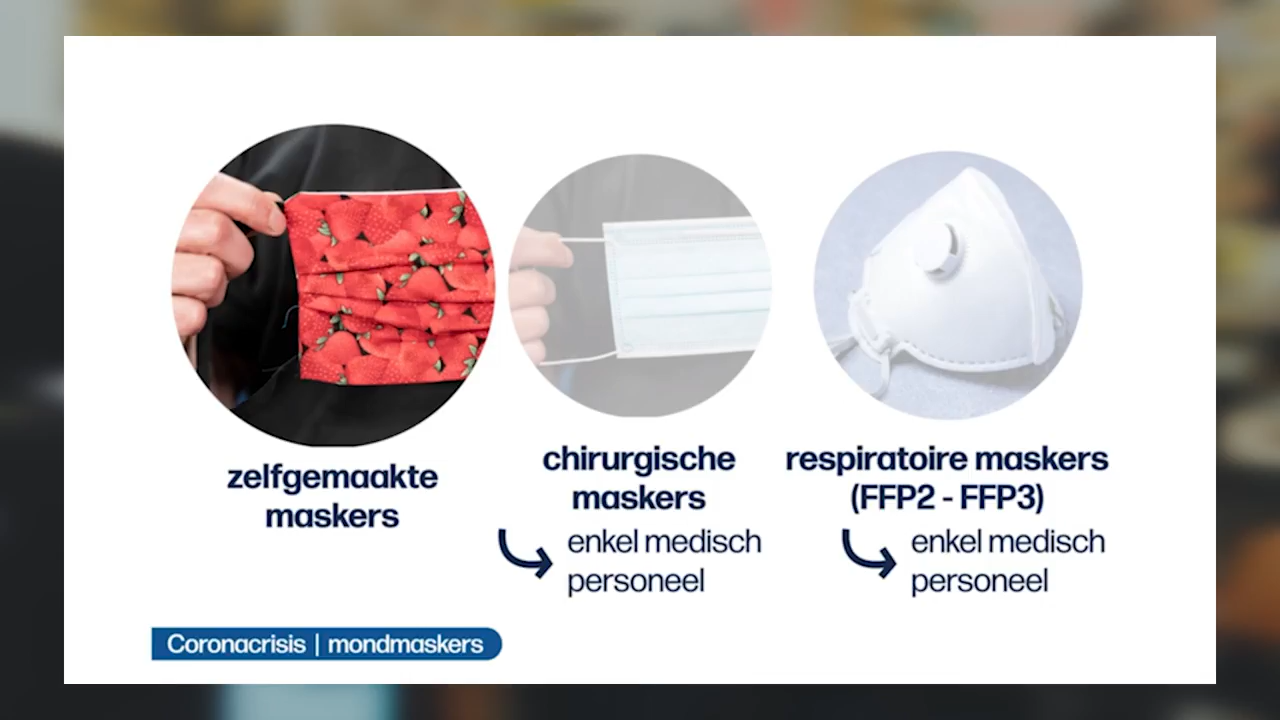 zelfgemaakte
maskers
chirurgische
maskers
enkel medisch
personeel
respiratoire maskers
(FFP2 - FFP3)
enkel medisch
personeel
Coronacrisis | mondmaskers